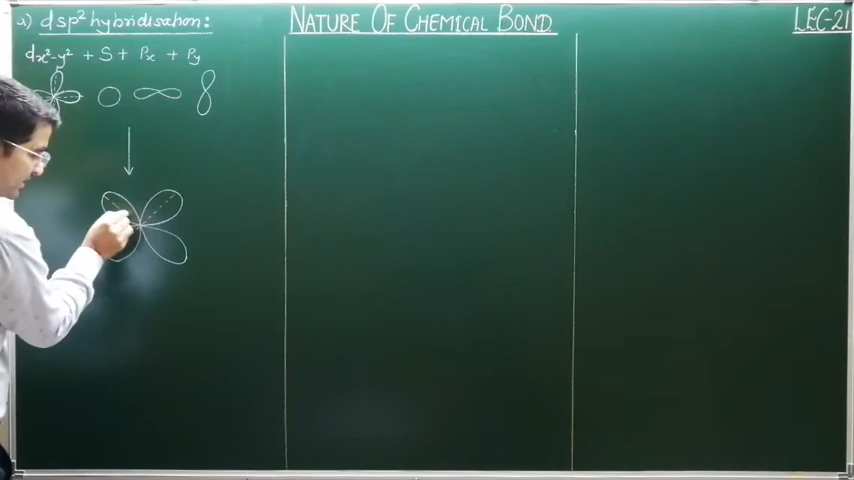 a) dsp² hybridisation:
NATURE OF CHEMICAL BOND
LEC-21
dx²-y² + S + Px + Py